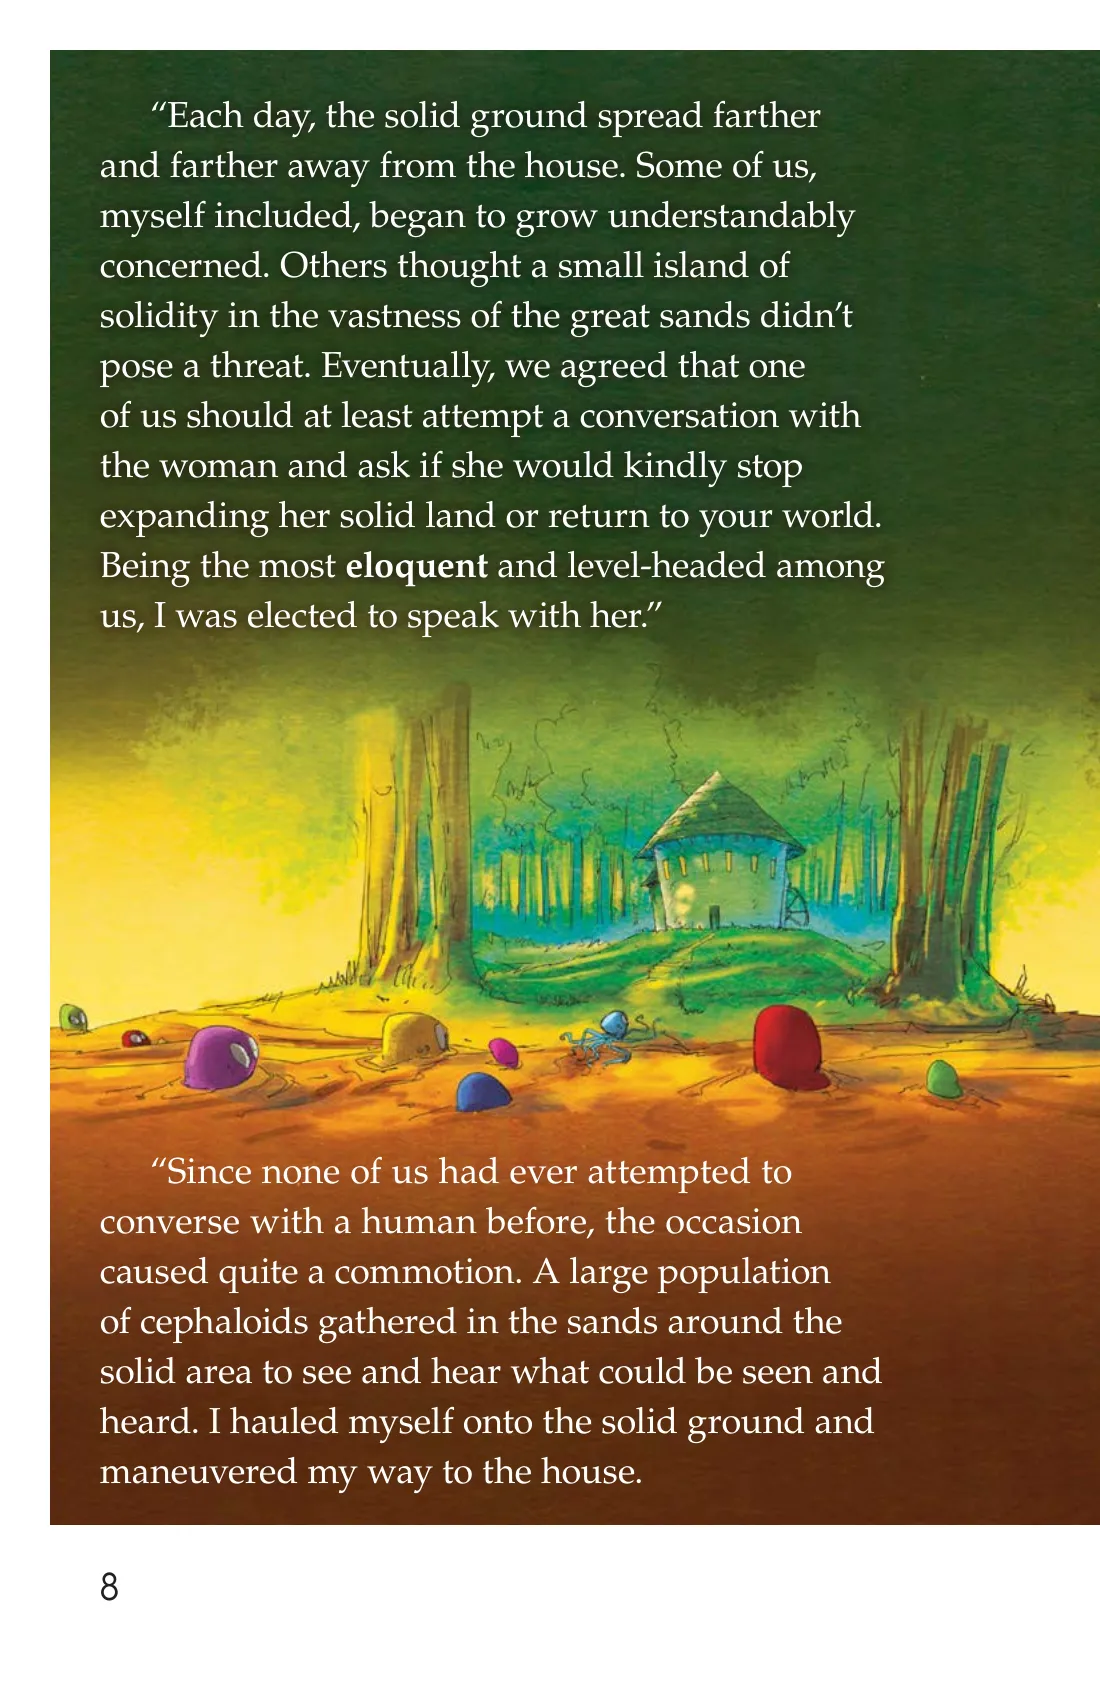 “Each day, the solid ground spread farther
and farther away from the house. Some of us,
myself included, began to grow understandably
concerned. Others thought a small island of
solidity in the vastness of the great sands didn’t
pose a threat. Eventually, we agreed that one
of us should at least attempt a conversation with
the woman and ask if she would kindly stop
expanding her solid land or return to your world.
Being the most eloquent and level-headed among
us, I was elected to speak with her.”
“Since none of us had ever attempted to
converse with a human before, the occasion
caused quite a commotion. A large population
of cephaloids gathered in the sands around the
solid area to see and hear what could be seen and
heard. I hauled myself onto the solid ground and
maneuvered my way to the house.
8